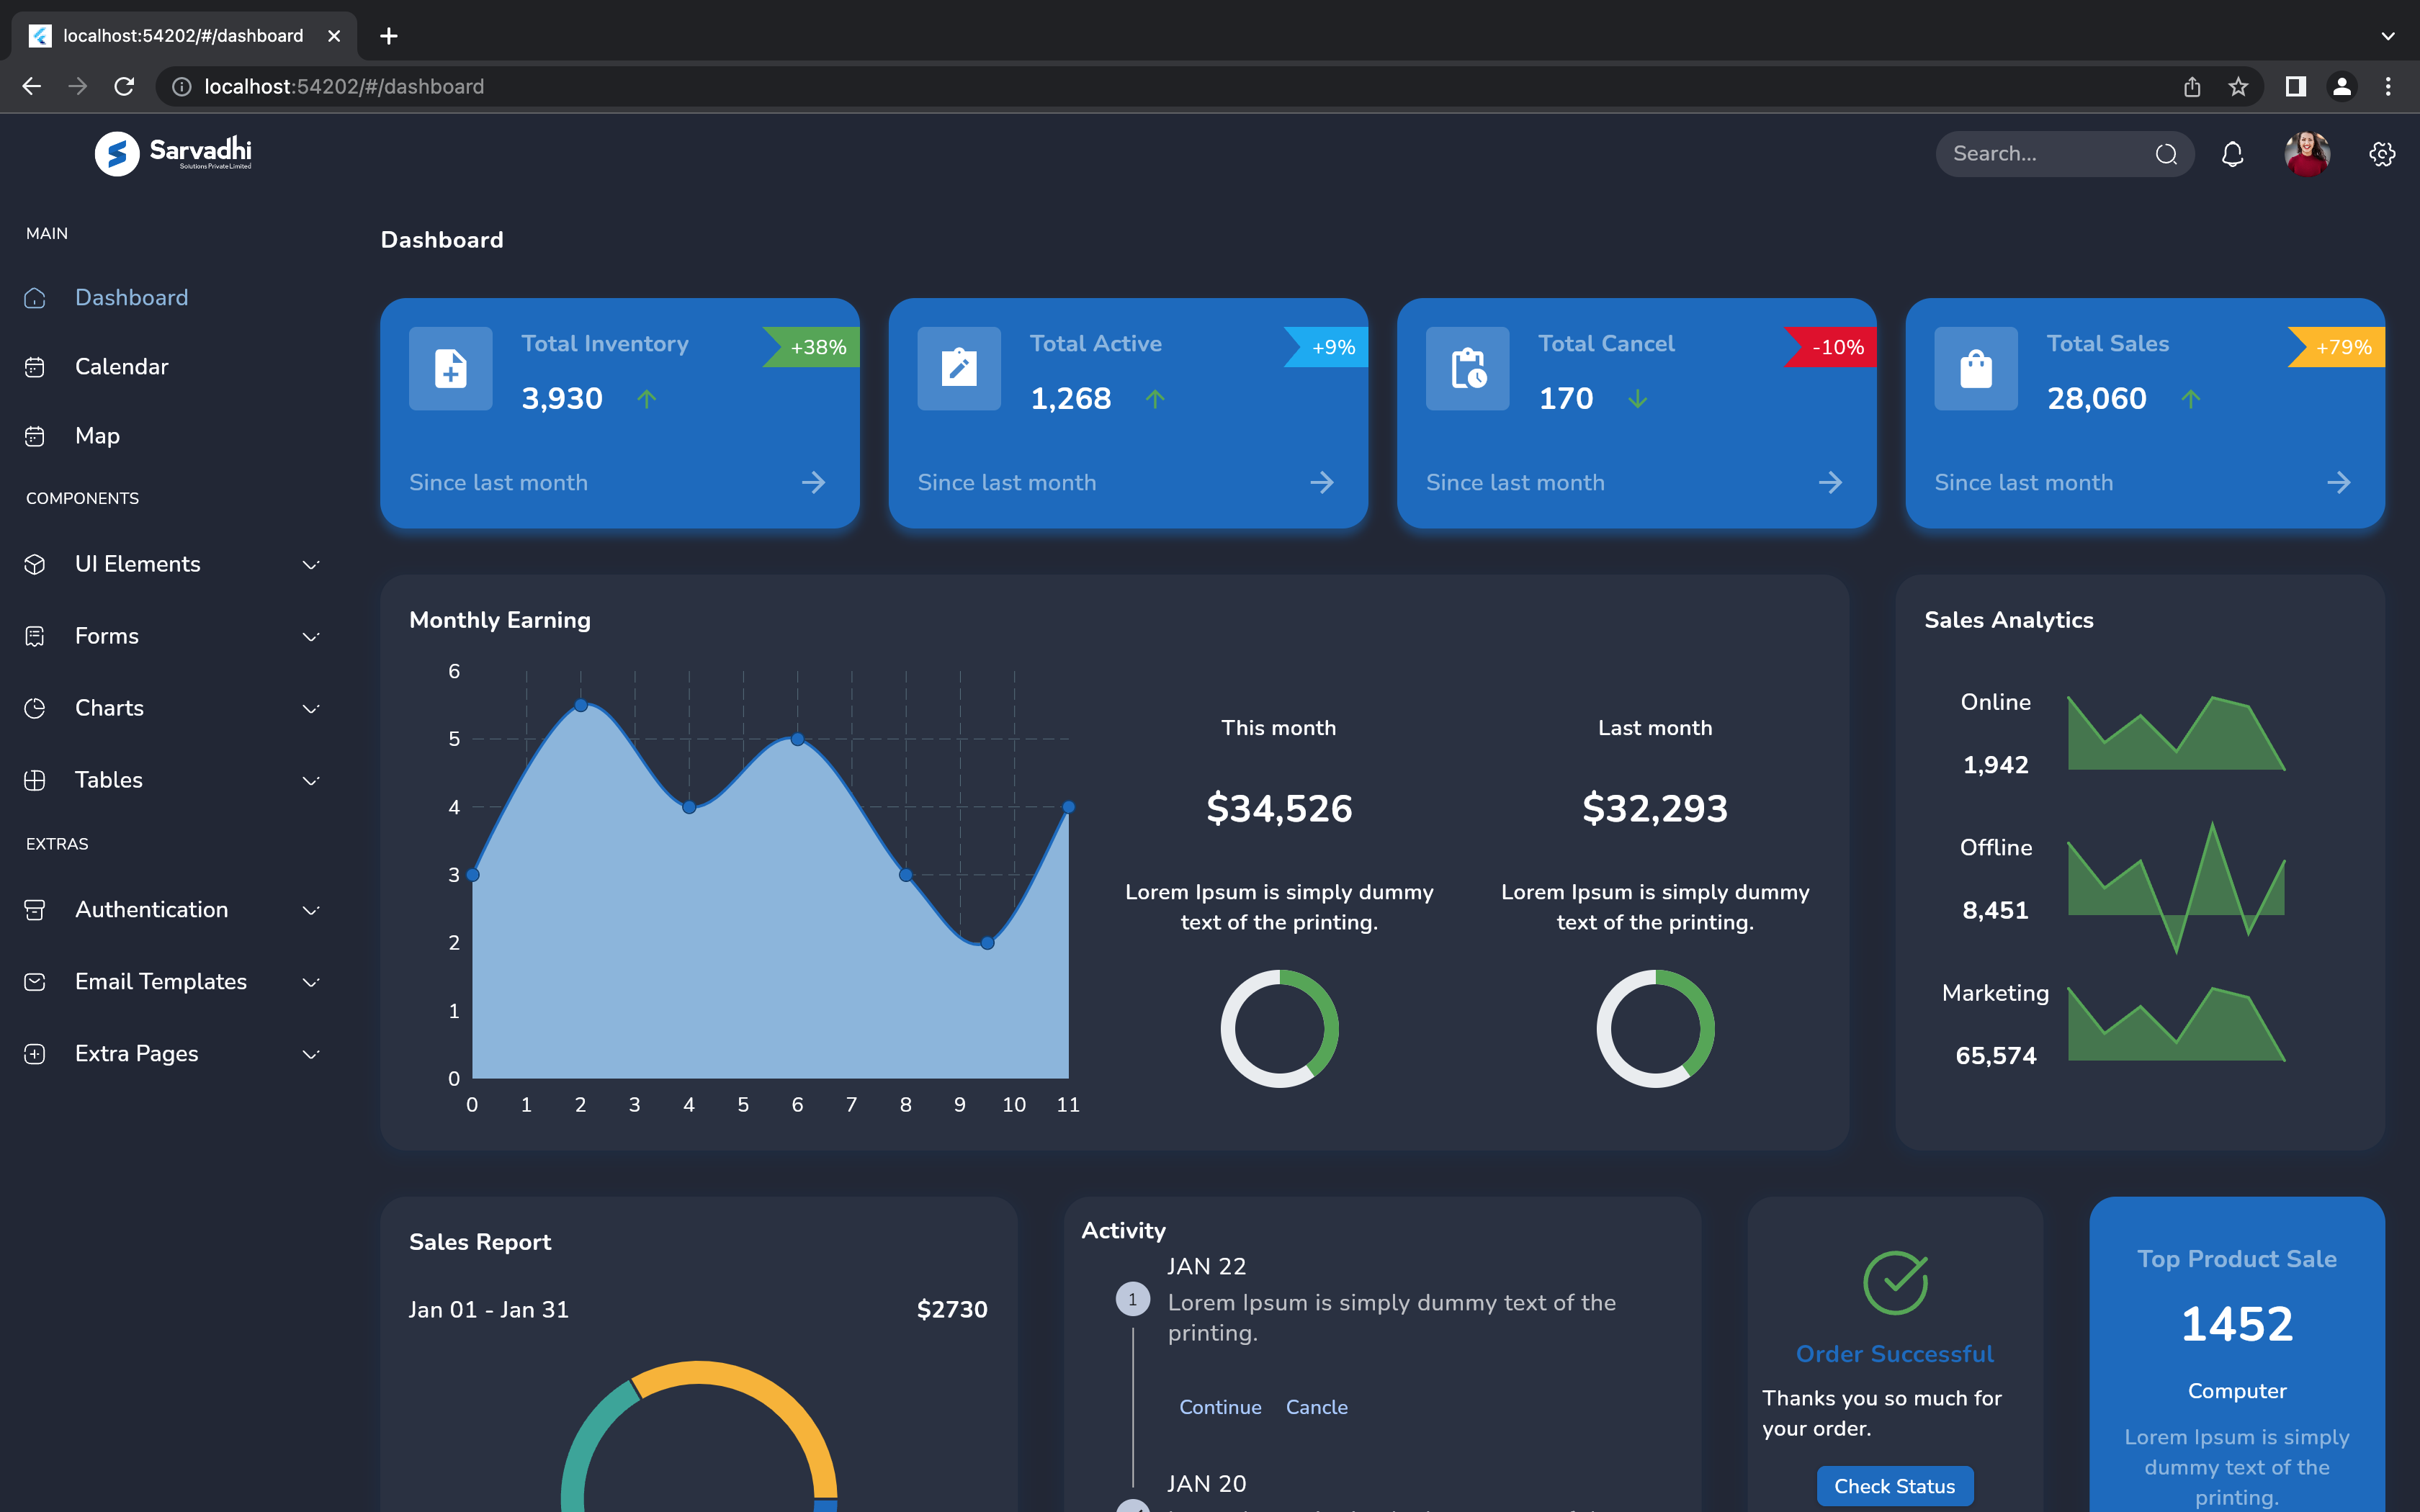 localhost:54202/#/dashboard
localhost:54202/#/dashboard
Sarvadhi
Solutions Private Limited
Search...
MAIN
Dashboard
Calendar
Map
COMPONENTS
UI Elements
Forms
Charts
Tables
EXTRAS
Authentication
Email Templates
Extra Pages
Dashboard
Total Inventory
+38%
3,930
Since last month
Total Active
+9%
1,268
Since last month
Total Cancel
-10%
170
Since last month
Total Sales
+79%
28,060
Since last month
Monthly Earning
6
5
4
3
2
1
0
0 1 2 3 4 5 6 7 8 9 10 11
This month
$34,526
Lorem Ipsum is simply dummy
text of the printing.
Last month
$32,293
Lorem Ipsum is simply dummy
text of the printing.
Sales Analytics
Online
1,942
Offline
8,451
Marketing
65,574
Sales Report
Jan 01 - Jan 31 $2730
Activity
JAN 22
1
Lorem Ipsum is simply dummy text of the
printing.
Continue Cancle
JAN 20
Order Successful
Thanks you so much for
your order.
Check Status
Top Product Sale
1452
Computer
Lorem Ipsum is simply
dummy text of the
printing.